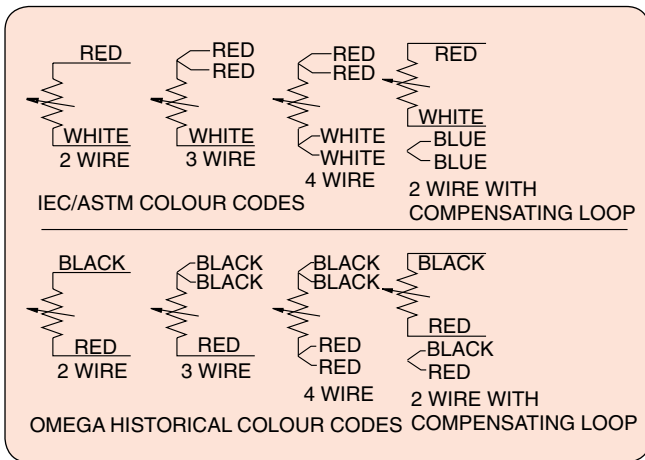 RED
WHITE
2 WIRE
RED
RED
WHITE
3 WIRE
RED
RED
WHITE
WHITE
4 WIRE
RED
WHITE
BLUE
BLUE
2 WIRE WITH
COMPENSATING LOOP
IEC/ASTM COLOUR CODES
BLACK
RED
2 WIRE
BLACK
BLACK
RED
3 WIRE
BLACK
BLACK
RED
RED
4 WIRE
BLACK
RED
BLACK
RED
2 WIRE WITH
COMPENSATING LOOP
OMEGA HISTORICAL COLOUR CODES